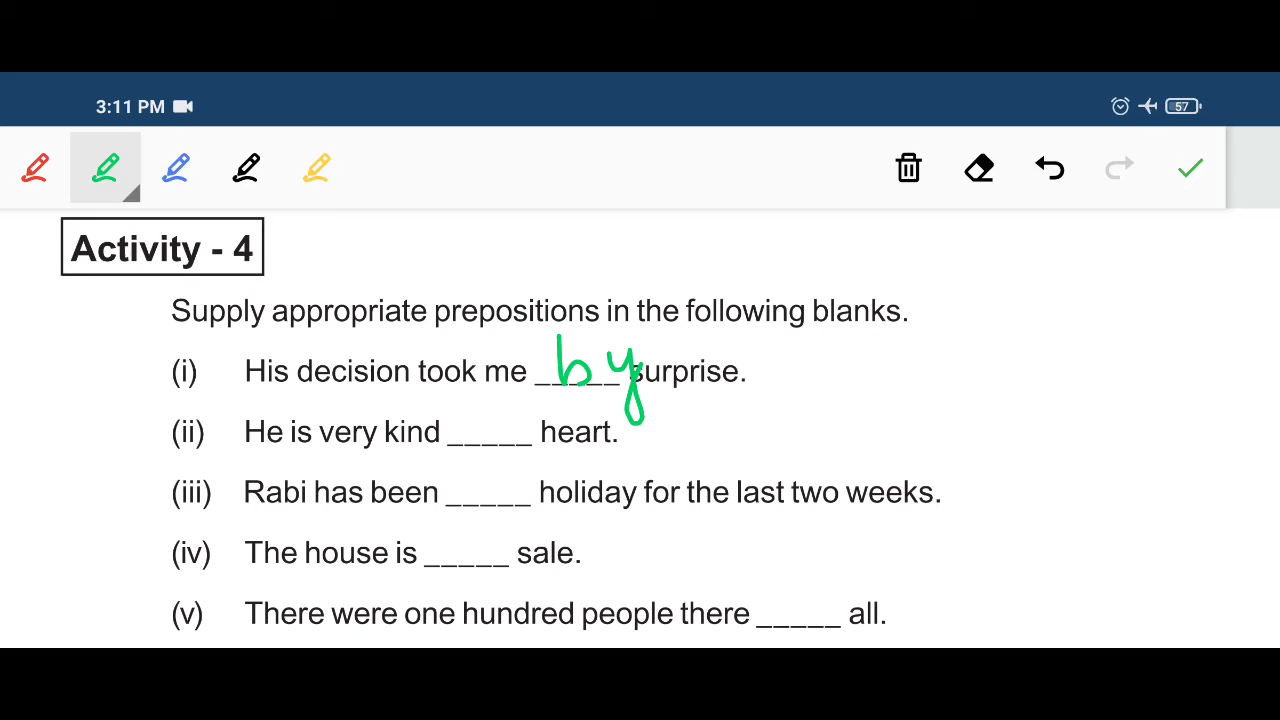 3:11 PM
57
Activity - 4
Supply appropriate prepositions in the following blanks.
(i) His decision took me by surprise.
(ii) He is very kind _____ heart.
(iii) Rabi has been _____ holiday for the last two weeks.
(iv) The house is _____ sale.
(v) There were one hundred people there _____ all.